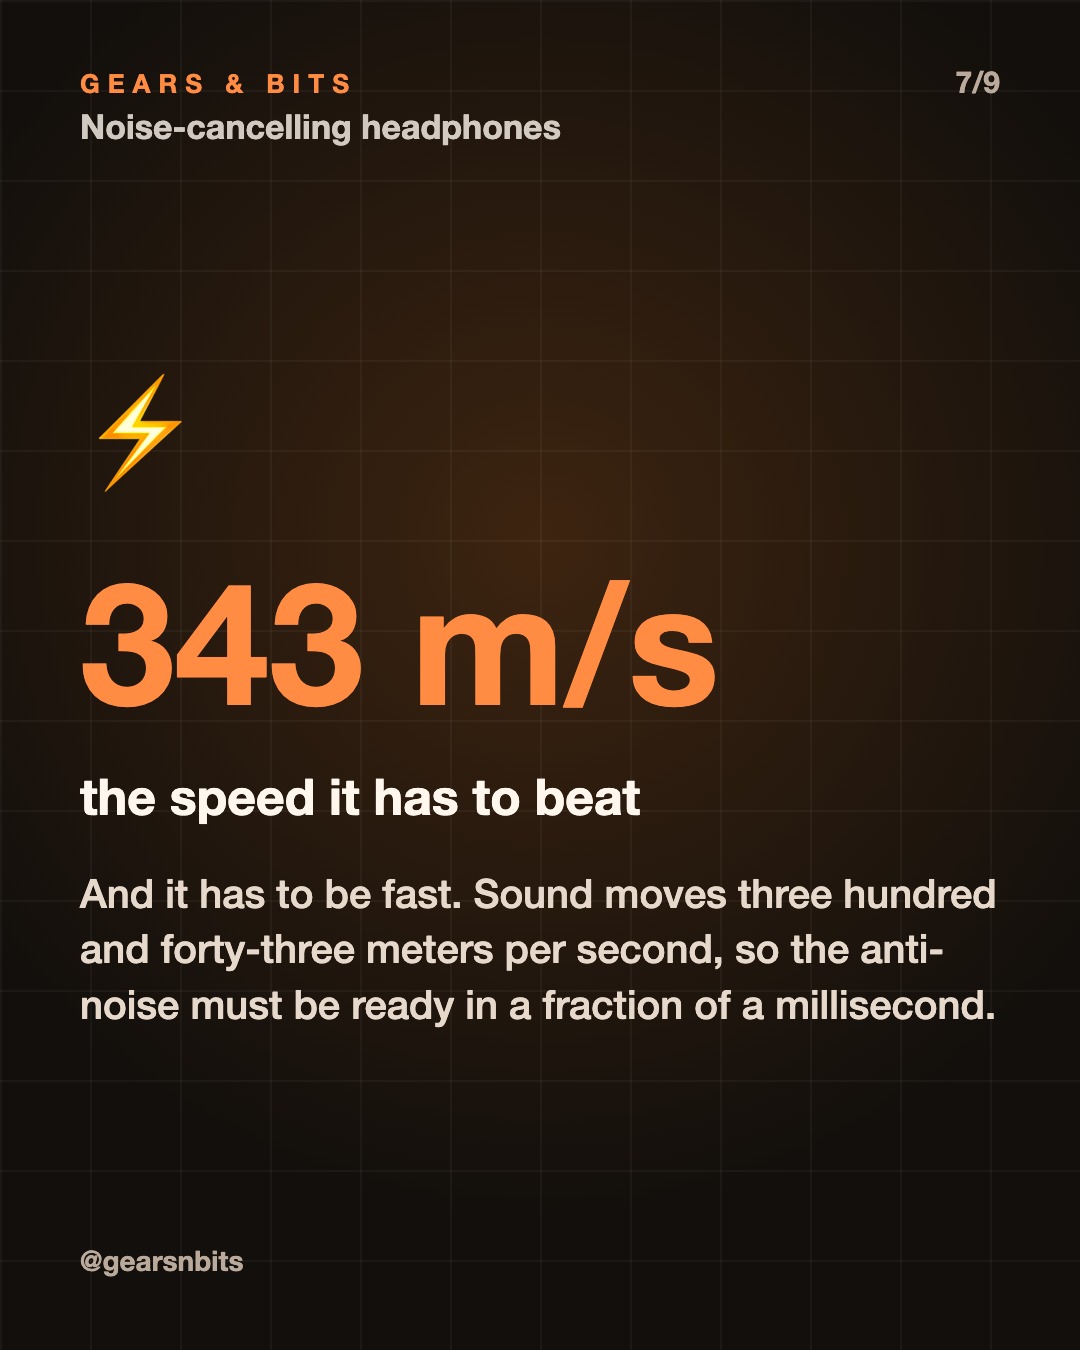 GEARS & BITS
7/9
Noise-cancelling headphones
343 m/s
the speed it has to beat
And it has to be fast. Sound moves three hundred
and forty-three meters per second, so the anti-
noise must be ready in a fraction of a millisecond.
@gearsnbits